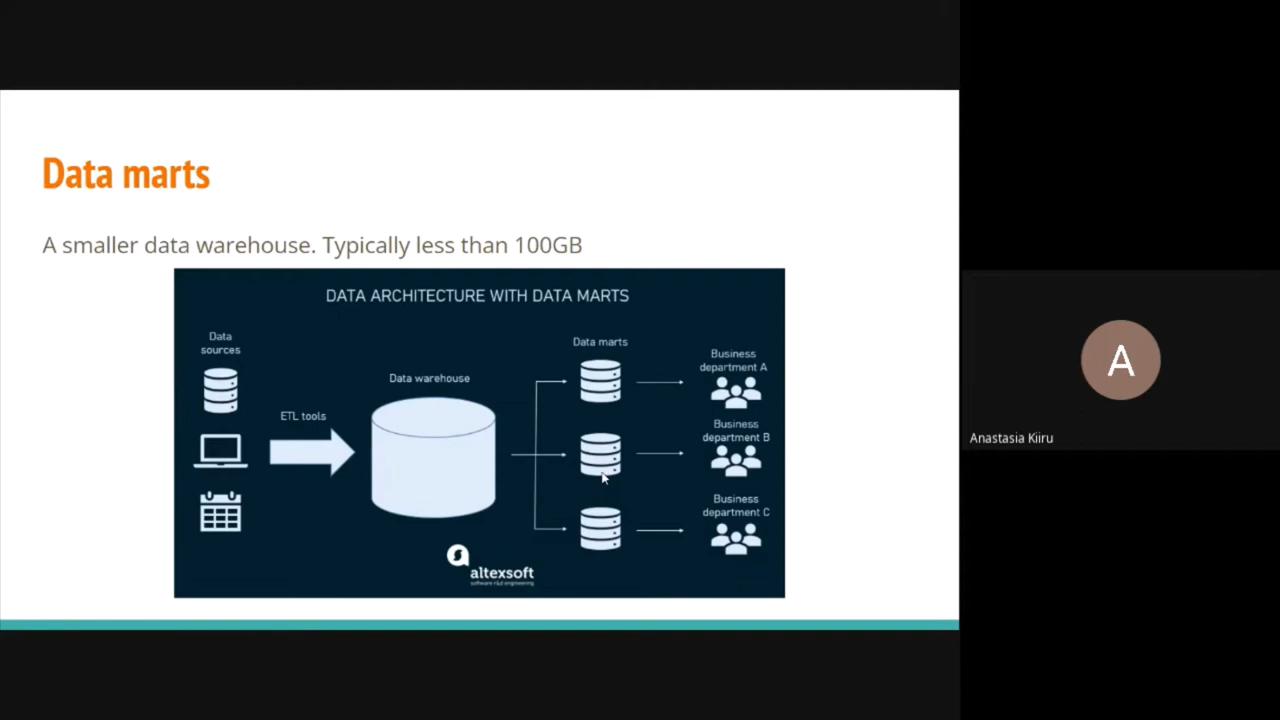 Data marts
A smaller data warehouse. Typically less than 100GB
DATA ARCHITECTURE WITH DATA MARTS
Data
sources
ETL tools
Data warehouse
Data marts
Business
department A
Business
department B
Business
department C
altexsoft
software r&d engineering
A
Anastasia Kiiru